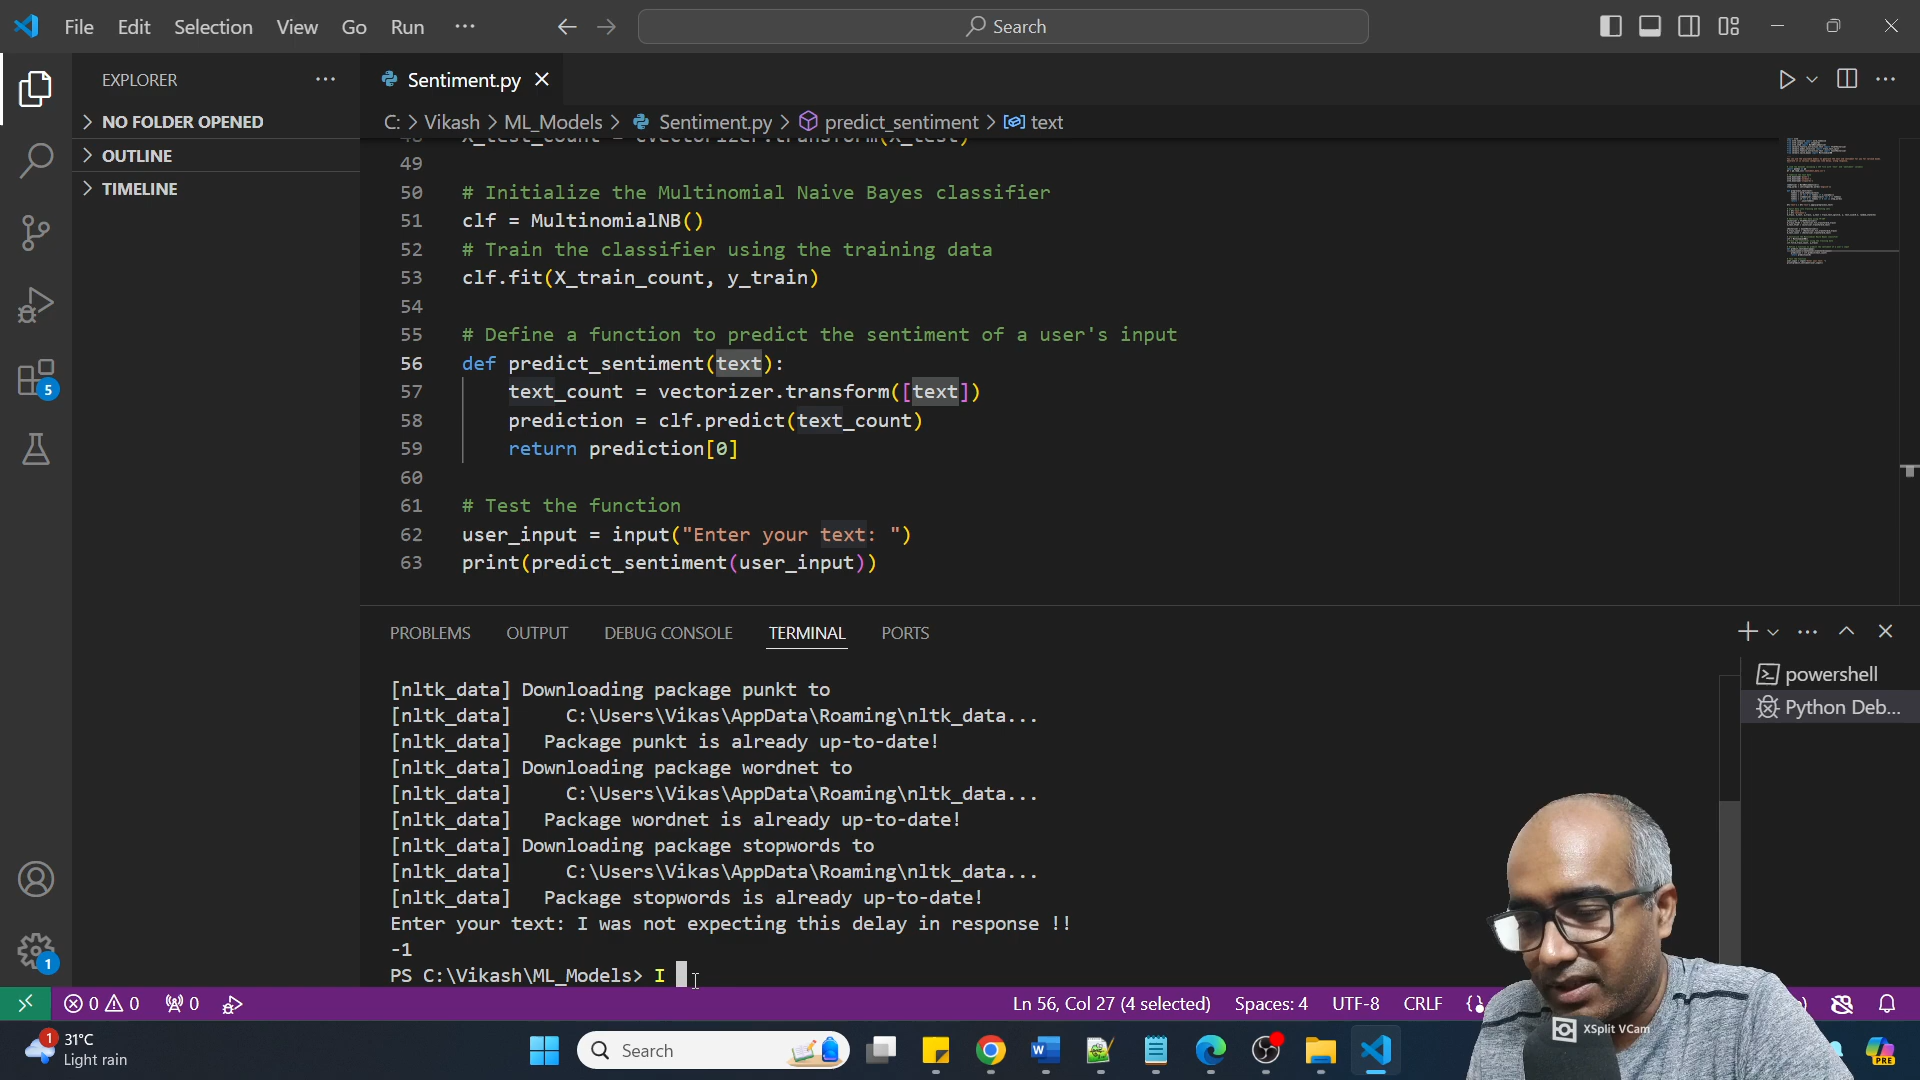 File Edit Selection View Go Run ··· Search
EXPLORER ···
NO FOLDER OPENED
OUTLINE
TIMELINE
Sentiment.py
C: > Vikash > ML_Models > Sentiment.py > predict_sentiment > text
49
50 # Initialize the Multinomial Naive Bayes classifier
51 clf = MultinomialNB()
52 # Train the classifier using the training data
53 clf.fit(X_train_count, y_train)
54
55 # Define a function to predict the sentiment of a user's input
56 def predict_sentiment(text):
57 text_count = vectorizer.transform([text])
58 prediction = clf.predict(text_count)
59 return prediction[0]
60
61 # Test the function
62 user_input = input("Enter your text: ")
63 print(predict_sentiment(user_input))
PROBLEMS OUTPUT DEBUG CONSOLE TERMINAL PORTS
powershell
Python Deb...
[nltk_data] Downloading package punkt to
[nltk_data]     C:\Users\Vikas\AppData\Roaming\nltk_data...
[nltk_data]   Package punkt is already up-to-date!
[nltk_data] Downloading package wordnet to
[nltk_data]     C:\Users\Vikas\AppData\Roaming\nltk_data...
[nltk_data]   Package wordnet is already up-to-date!
[nltk_data] Downloading package stopwords to
[nltk_data]     C:\Users\Vikas\AppData\Roaming\nltk_data...
[nltk_data]   Package stopwords is already up-to-date!
Enter your text: I was not expecting this delay in response !!
-1
PS C:\Vikash\ML_Models> I
5
1
0 0 0 Ln 56, Col 27 (4 selected) Spaces: 4 UTF-8 CRLF {
XSplit VCam
1 31°C
Light rain
Search
PRE